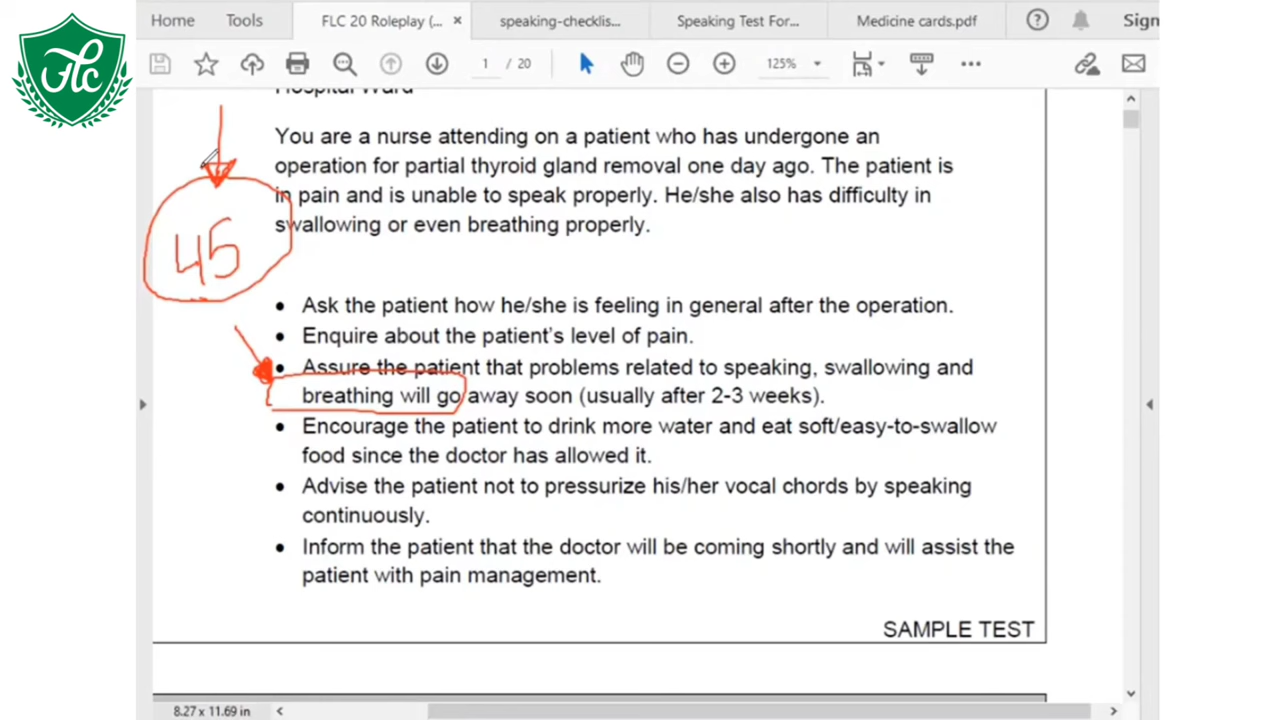 Home Tools FLC 20 Roleplay (... × speaking-checklis... Speaking Test For... Medicine cards.pdf Sign
FLC
1 / 20 125%
Hospital Ward
You are a nurse attending on a patient who has undergone an
operation for partial thyroid gland removal one day ago. The patient is
in pain and is unable to speak properly. He/she also has difficulty in
swallowing or even breathing properly.
45
• Ask the patient how he/she is feeling in general after the operation.
• Enquire about the patient's level of pain.
• Assure the patient that problems related to speaking, swallowing and
breathing will go away soon (usually after 2-3 weeks).
• Encourage the patient to drink more water and eat soft/easy-to-swallow
food since the doctor has allowed it.
• Advise the patient not to pressurize his/her vocal chords by speaking
continuously.
• Inform the patient that the doctor will be coming shortly and will assist the
patient with pain management.
SAMPLE TEST
8.27 x 11.69 in